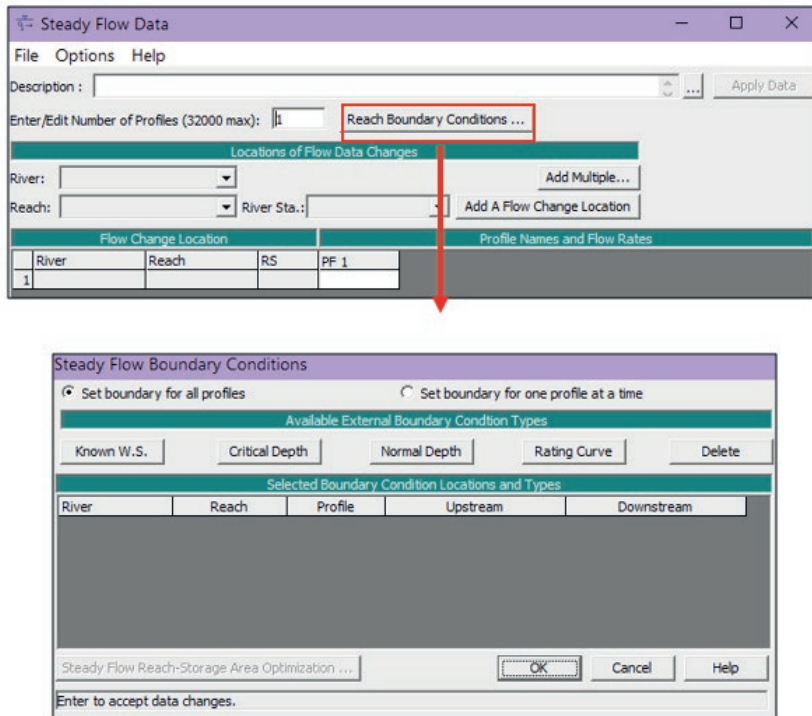 Steady Flow Data
File Options Help
Description : ... Apply Data
Enter/Edit Number of Profiles (32000 max): 1 Reach Boundary Conditions ...
Locations of Flow Data Changes
River: Add Multiple...
Reach: River Sta.: Add A Flow Change Location
Flow Change Location Profile Names and Flow Rates
River Reach RS PF 1
1
Steady Flow Boundary Conditions
Set boundary for all profiles Set boundary for one profile at a time
Available External Boundary Condtion Types
Known W.S. Critical Depth Normal Depth Rating Curve Delete
Selected Boundary Condition Locations and Types
River Reach Profile Upstream Downstream
Steady Flow Reach-Storage Area Optimization ... OK Cancel Help
Enter to accept data changes.